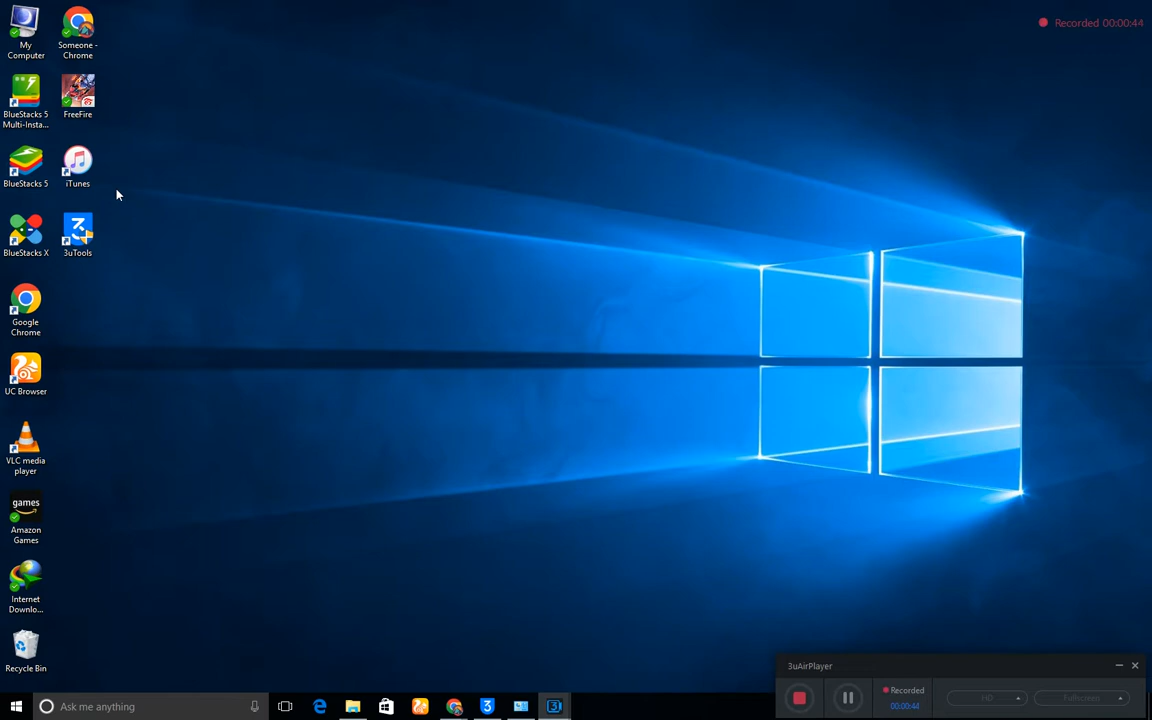 Recorded 00:00:44
My
Computer
Someone -
Chrome
BlueStacks 5
Multi-Insta...
FreeFire
BlueStacks 5
iTunes
BlueStacks X
3uTools
Google
Chrome
UC Browser
VLC media
player
games
Amazon
Games
Internet
Downlo...
Recycle Bin
3uAirPlayer
Recorded
00:00:44
HD
Fullscreen
Ask me anything